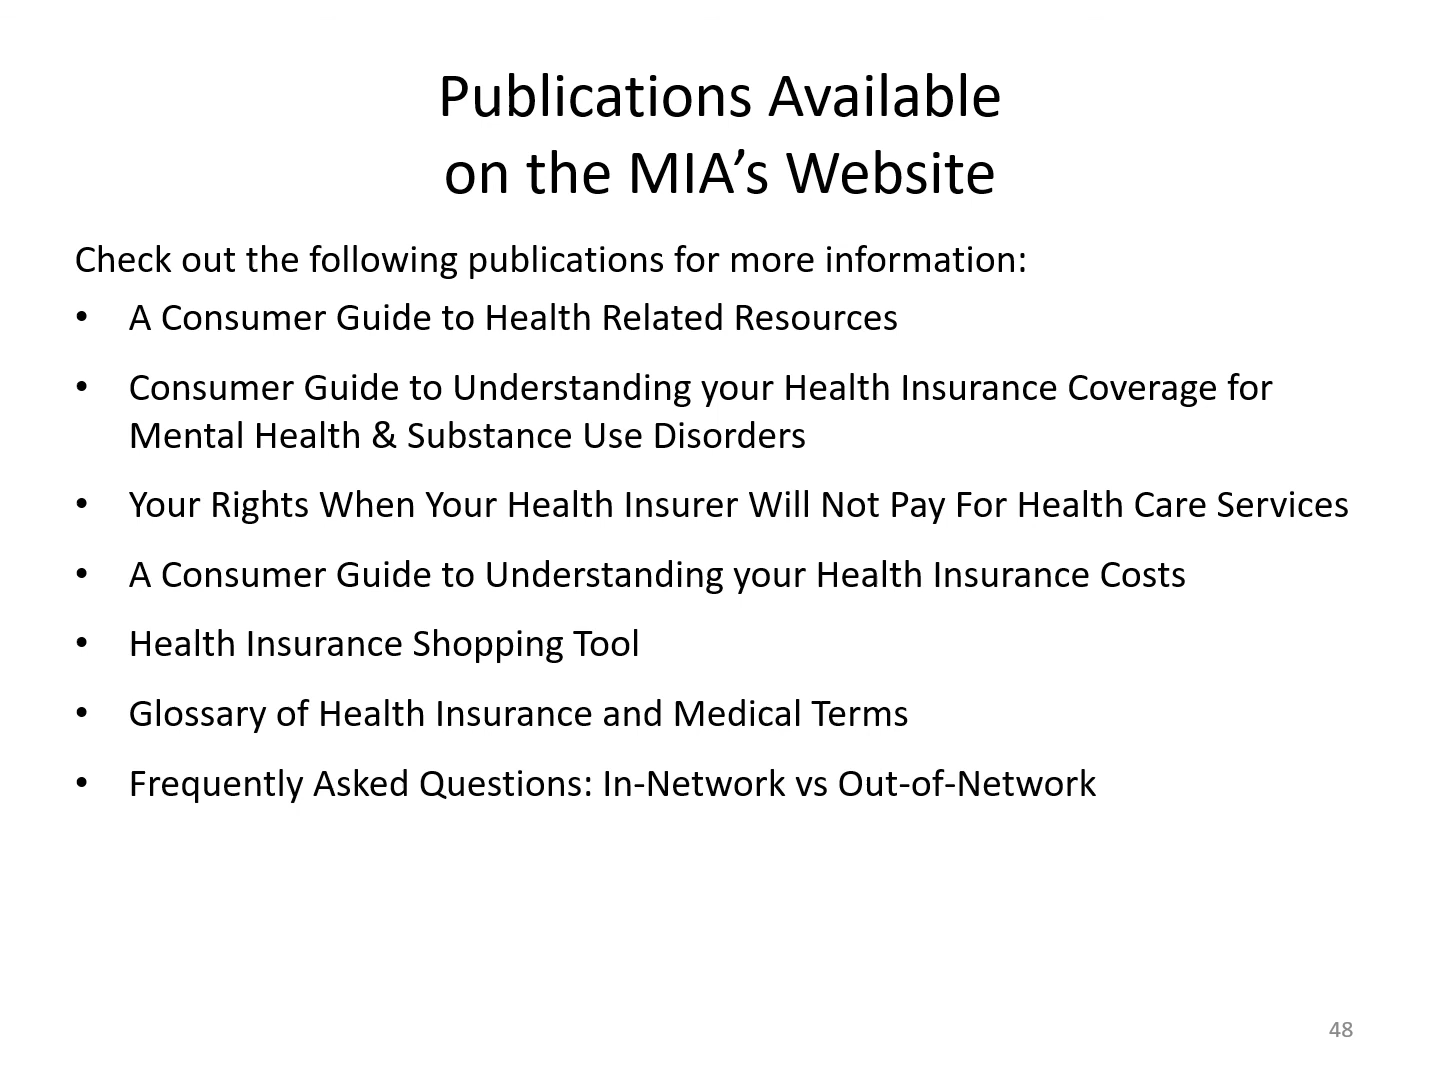 Publications Available
on the MIA’s Website
Check out the following publications for more information:
• A Consumer Guide to Health Related Resources
• Consumer Guide to Understanding your Health Insurance Coverage for
Mental Health & Substance Use Disorders
• Your Rights When Your Health Insurer Will Not Pay For Health Care Services
• A Consumer Guide to Understanding your Health Insurance Costs
• Health Insurance Shopping Tool
• Glossary of Health Insurance and Medical Terms
• Frequently Asked Questions: In-Network vs Out-of-Network
48